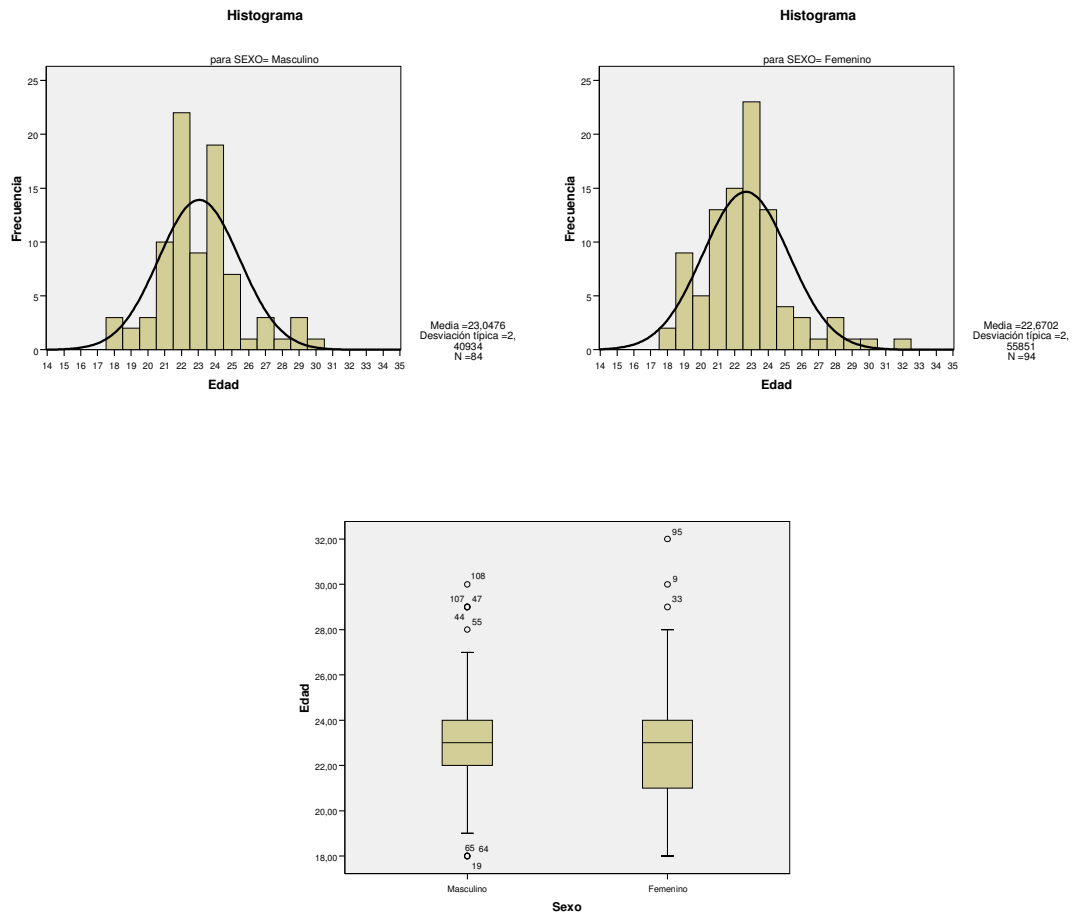 Histograma
para SEXO= Masculino
25
20
15
10
5
0
Frecuencia
14 15 16 17 18 19 20 21 22 23 24 25 26 27 28 29 30 31 32 33 34 35
Edad
Media =23,0476
Desviación típica =2,
40934
N =84
Histograma
para SEXO= Femenino
25
20
15
10
5
0
Frecuencia
14 15 16 17 18 19 20 21 22 23 24 25 26 27 28 29 30 31 32 33 34 35
Edad
Media =22,6702
Desviación típica =2,
55851
N =94
32,00
30,00
28,00
26,00
24,00
22,00
20,00
18,00
Edad
108
107 47
44
55
65 64
19
95
9
33
Masculino
Femenino
Sexo